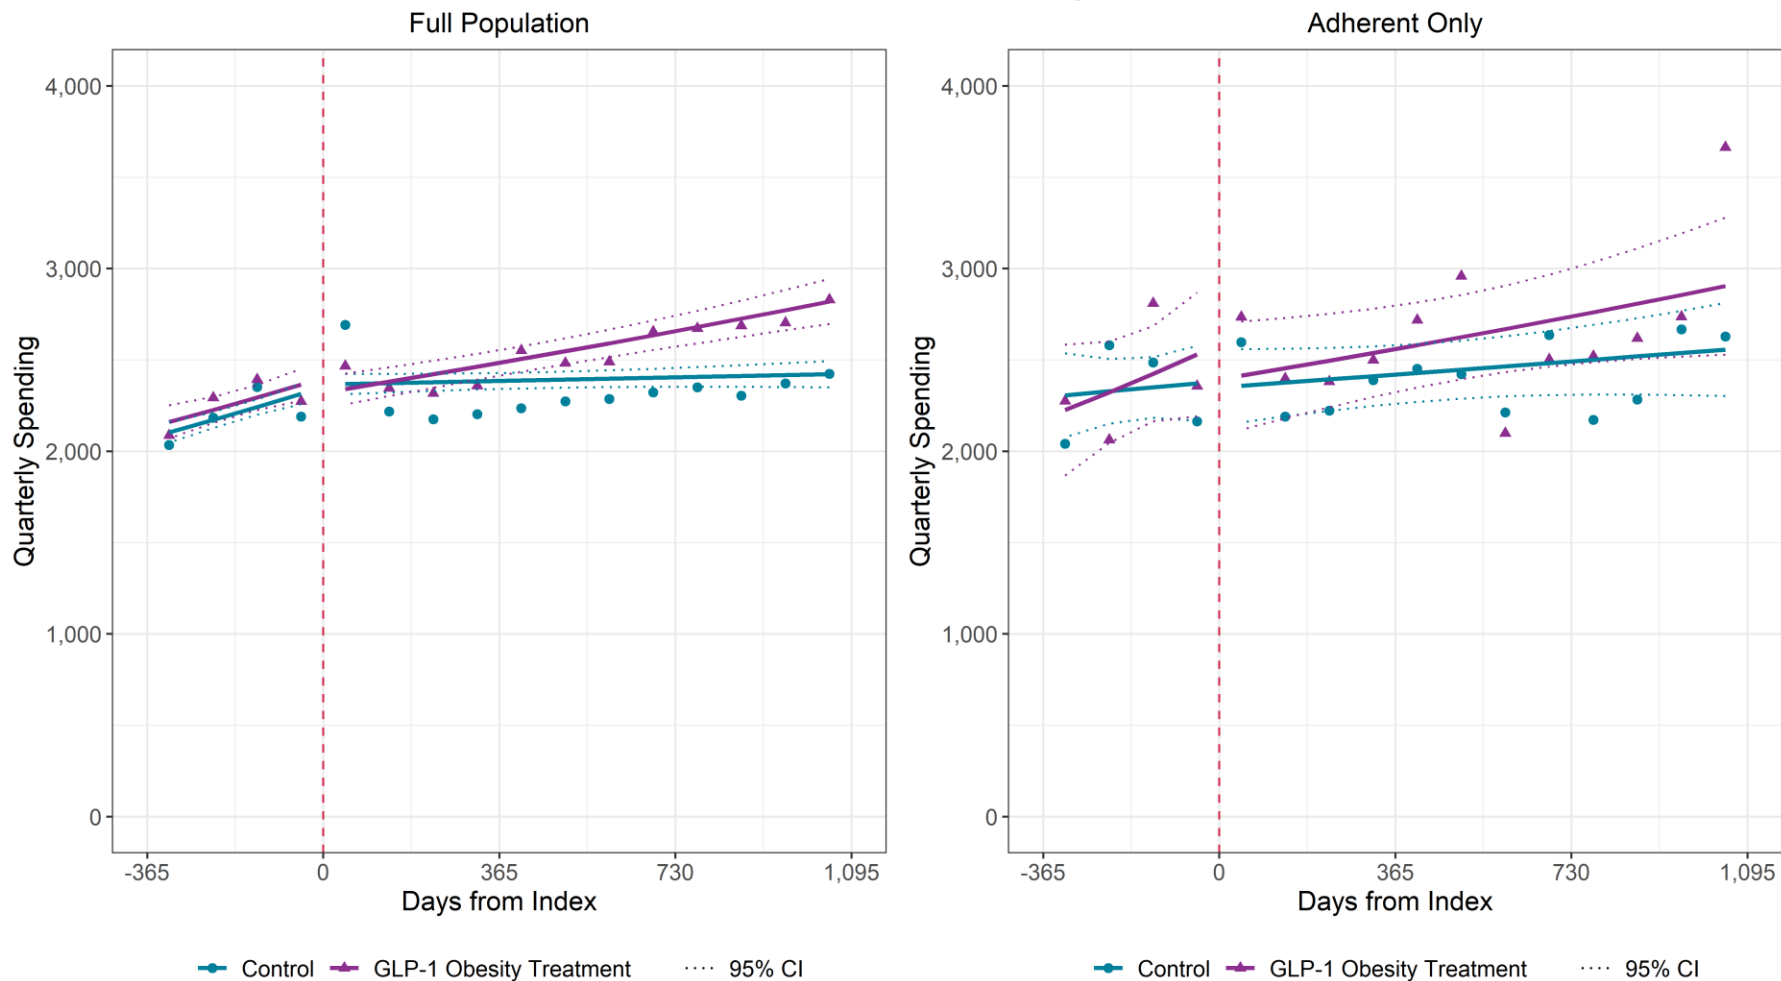 Full Population
4,000
3,000
2,000
1,000
0
Quarterly Spending
-365 0 365 730 1,095
Days from Index
Control GLP-1 Obesity Treatment 95% CI
Adherent Only
4,000
3,000
2,000
1,000
0
Quarterly Spending
-365 0 365 730 1,095
Days from Index
Control GLP-1 Obesity Treatment 95% CI